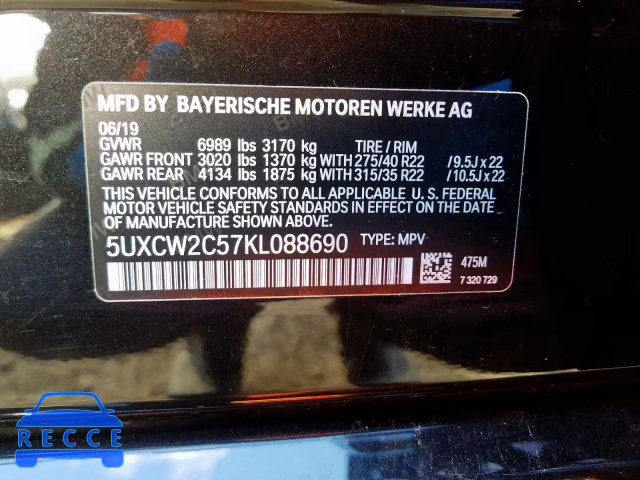 MFD BY BAYERISCHE MOTOREN WERKE AG
06/19
GVWR 6989 lbs 3170 kg TIRE / RIM
GAWR FRONT 3020 lbs 1370 kg WITH 275/40 R22 / 9.5J x 22
GAWR REAR 4134 lbs 1875 kg WITH 315/35 R22 / 10.5J x 22
THIS VEHICLE CONFORMS TO ALL APPLICABLE U. S. FEDERAL
MOTOR VEHICLE SAFETY STANDARDS IN EFFECT ON THE DATE
OF MANUFACTURE SHOWN ABOVE.
5UXCW2C57KL088690 TYPE: MPV
475M
7 320 729
RECCE